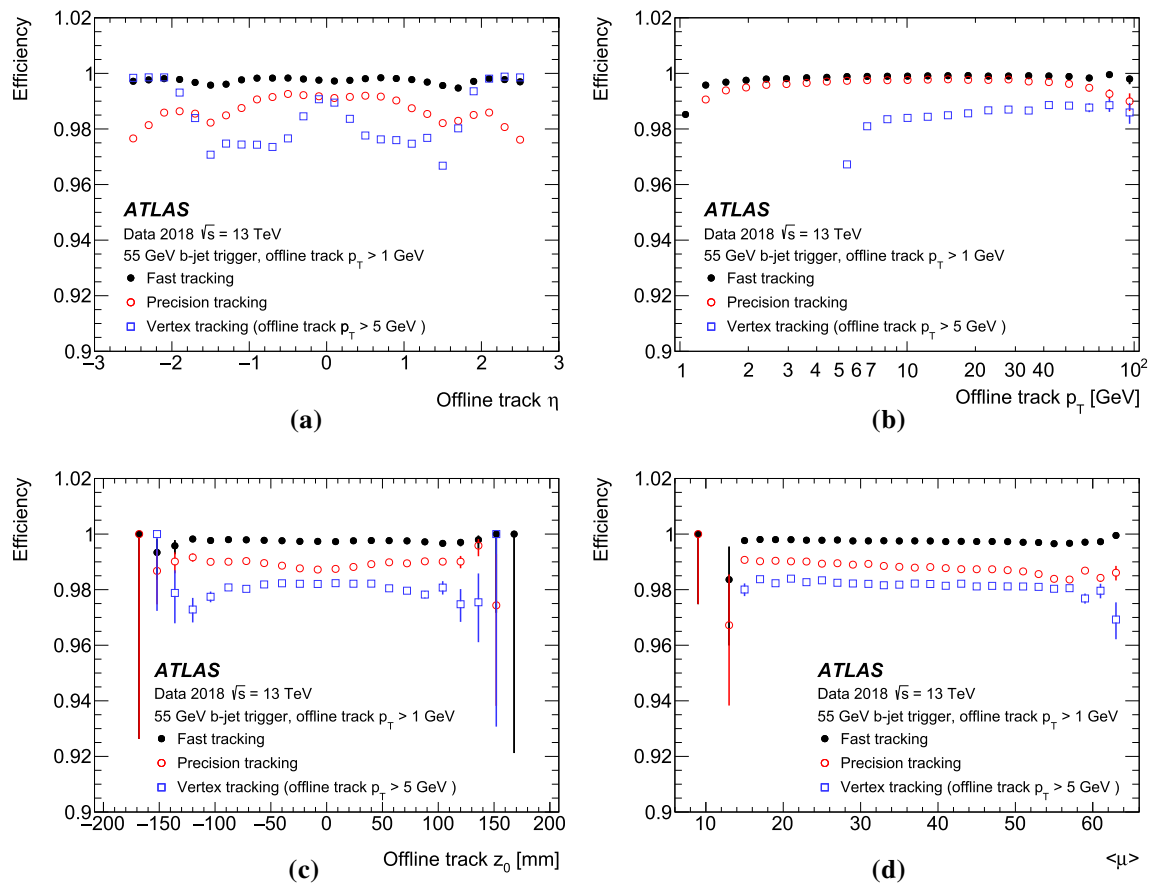 Efficiency
1.02
1
0.98
0.96
0.94
0.92
0.9
ATLAS
Data 2018 √s = 13 TeV
55 GeV b-jet trigger, offline track p_T > 1 GeV
Fast tracking
Precision tracking
Vertex tracking (offline track p_T > 5 GeV )
−3 −2 −1 0 1 2 3
Offline track η
(a)
Efficiency
1.02
1
0.98
0.96
0.94
0.92
0.9
ATLAS
Data 2018 √s = 13 TeV
55 GeV b-jet trigger, offline track p_T > 1 GeV
Fast tracking
Precision tracking
Vertex tracking (offline track p_T > 5 GeV )
1 2 3 4 5 6 7 10 20 30 40 10²
Offline track p_T [GeV]
(b)
Efficiency
1.02
1
0.98
0.96
0.94
0.92
0.9
ATLAS
Data 2018 √s = 13 TeV
55 GeV b-jet trigger, offline track p_T > 1 GeV
Fast tracking
Precision tracking
Vertex tracking (offline track p_T > 5 GeV )
−200 −150 −100 −50 0 50 100 150 200
Offline track z_0 [mm]
(c)
Efficiency
1.02
1
0.98
0.96
0.94
0.92
0.9
ATLAS
Data 2018 √s = 13 TeV
55 GeV b-jet trigger, offline track p_T > 1 GeV
Fast tracking
Precision tracking
Vertex tracking (offline track p_T > 5 GeV )
10 20 30 40 50 60
<μ>
(d)